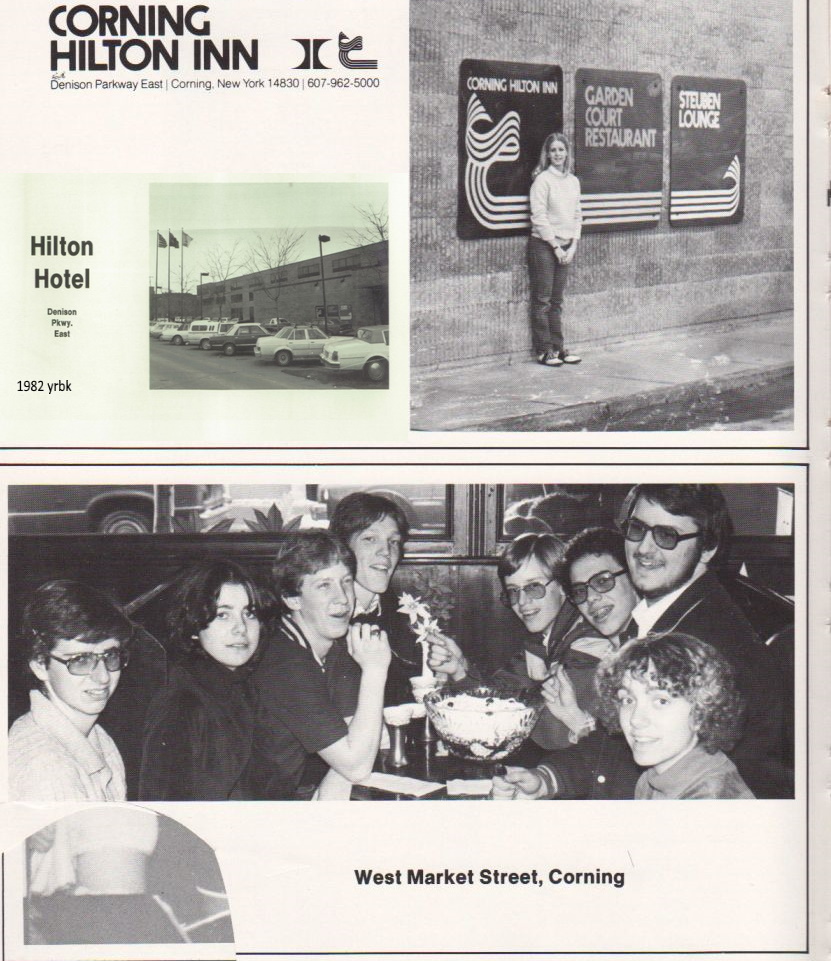 CORNING
HILTON INN
Denison Parkway East | Corning, New York 14830 | 607-962-5000
CORNING HILTON INN
GARDEN
COURT
RESTAURANT
STEUBEN
LOUNGE
Hilton
Hotel
Denison
Pkwy.
East
1982 yrbk
West Market Street, Corning